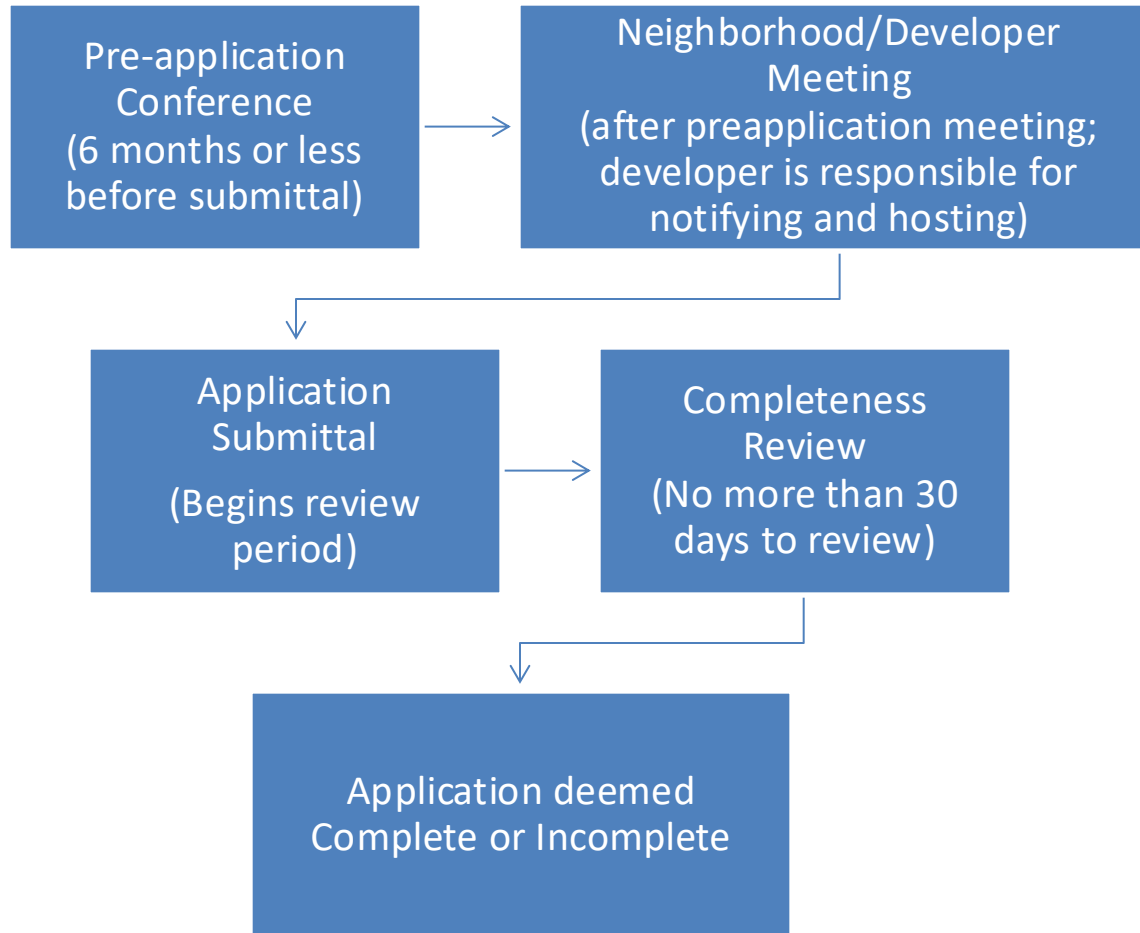 Pre-application
Conference
(6 months or less
before submittal)
Neighborhood/Developer
Meeting
(after preapplication meeting;
developer is responsible for
notifying and hosting)
Application
Submittal
(Begins review
period)
Completeness
Review
(No more than 30
days to review)
Application deemed
Complete or Incomplete